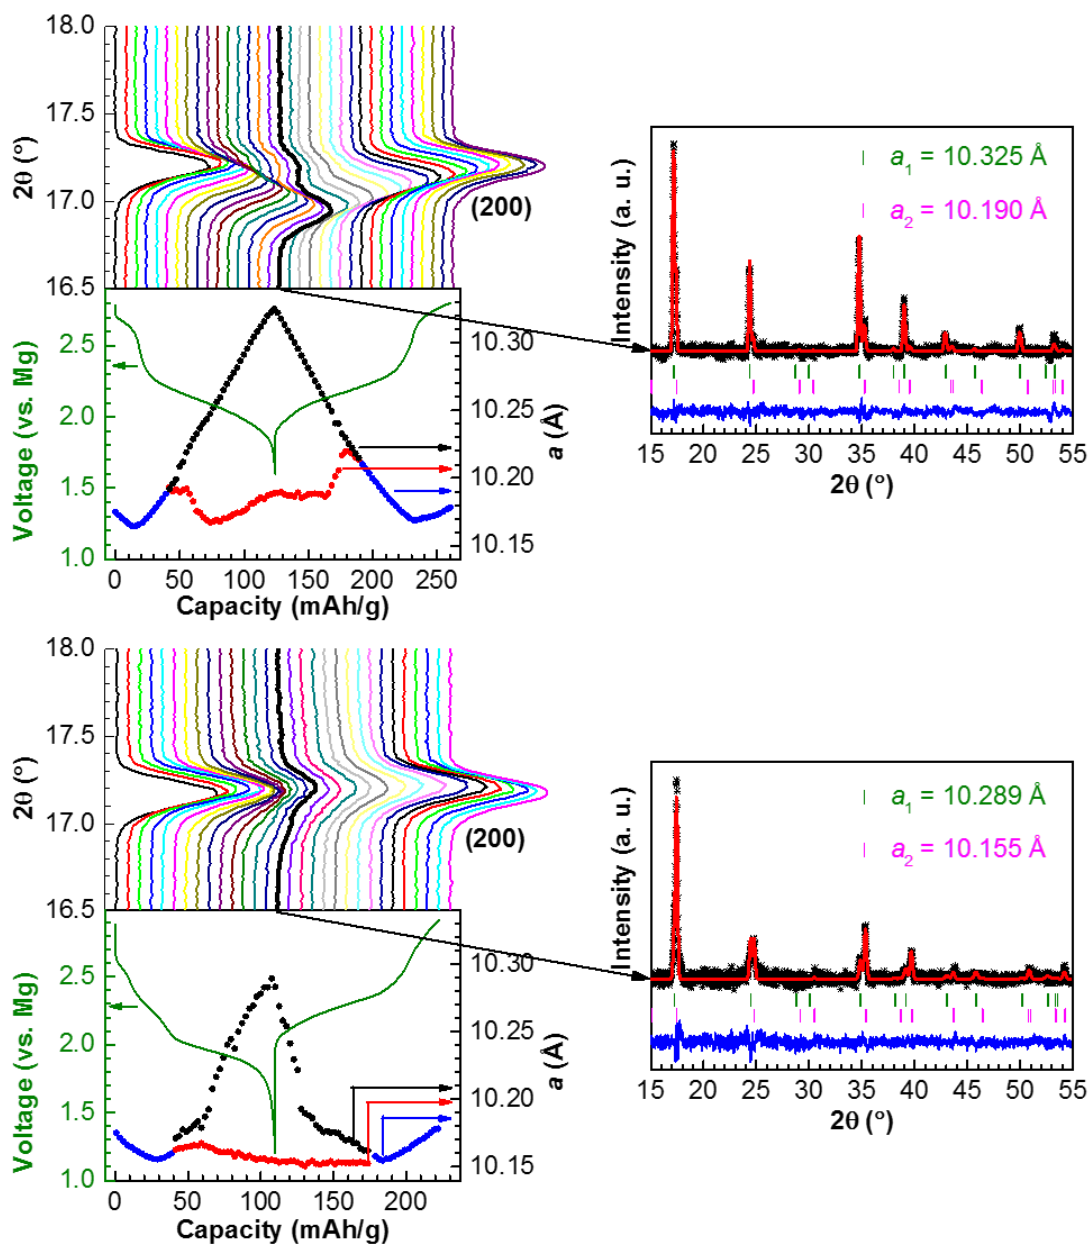 18.0
17.5
17.0
16.5
2θ (°)
(200)
2.5
2.0
1.5
1.0
Voltage (vs. Mg)
10.30
10.25
10.20
10.15
a (Å)
0 50 100 150 200 250
Capacity (mAh/g)
Intensity (a. u.)
a1 = 10.325 Å
a2 = 10.190 Å
15 20 25 30 35 40 45 50 55
2θ (°)
18.0
17.5
17.0
16.5
2θ (°)
(200)
2.5
2.0
1.5
1.0
Voltage (vs. Mg)
10.30
10.25
10.20
10.15
a (Å)
0 50 100 150 200
Capacity (mAh/g)
Intensity (a. u.)
a1 = 10.289 Å
a2 = 10.155 Å
15 20 25 30 35 40 45 50 55
2θ (°)